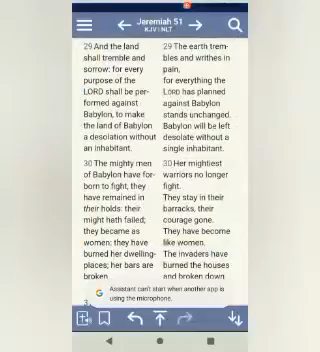 Jeremiah 51
KJV | NLT
29 And the land
shall tremble and
sorrow: for every
purpose of the
LORD shall be per-
formed against
Babylon, to make
the land of Babylon
a desolation without
an inhabitant.
30 The mighty men
of Babylon have for-
born to fight, they
have remained in
their holds: their
might hath failed;
they became as
women: they have
burned her dwelling-
places; her bars are
broken.
3
29 The earth trem-
bles and writhes in
pain,
for everything the
LORD has planned
against Babylon
stands unchanged.
Babylon will be left
desolate without a
single inhabitant.
30 Her mightiest
warriors no longer
fight.
They stay in their
barracks, their
courage gone.
They have become
like women.
The invaders have
burned the houses
and broken down
Assistant can't start when another app is
using the microphone.